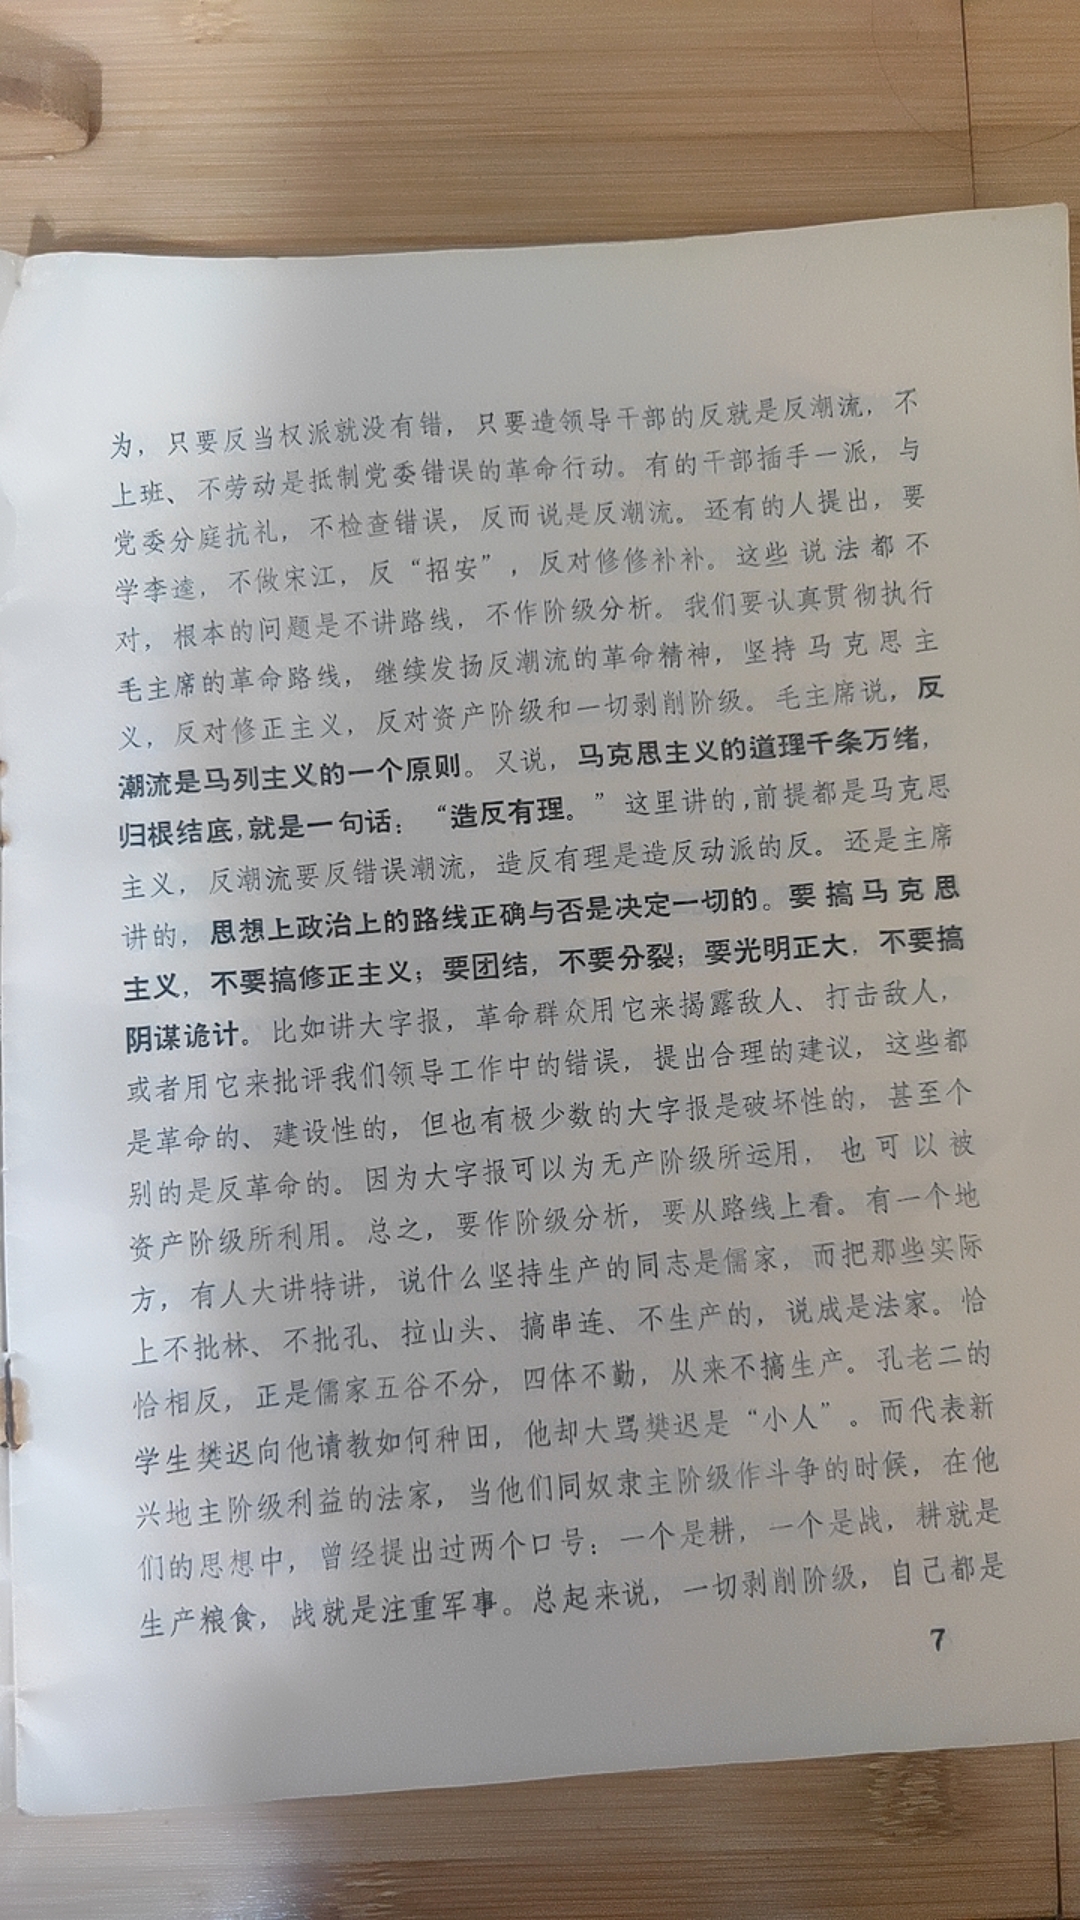 为，只要反当权派就没有错，只要造领导干部的反就是反潮流，不
上班、不劳动是抵制党委错误的革命行动。有的干部插手一派，与
党委分庭抗礼，不检查错误，反而说是反潮流。还有的人提出，要
学李逵，不做宋江，反“招安”，反对修修补补。这些说法都不
对，根本的问题是不讲路线，不作阶级分析。我们要认真贯彻执行
毛主席的革命路线，继续发扬反潮流的革命精神，坚持马克思主
义，反对修正主义，反对资产阶级和一切剥削阶级。毛主席说，反
潮流是马列主义的一个原则。又说，马克思主义的道理千条万绪，
归根结底，就是一句话：“造反有理。”这里讲的，前提都是马克思
主义，反潮流要反错误潮流，造反有理是造反动派的反。还是主席
讲的，思想上政治上的路线正确与否是决定一切的。要搞马克思
主义，不要搞修正主义；要团结，不要分裂；要光明正大，不要搞
阴谋诡计。比如讲大字报，革命群众用它来揭露敌人、打击敌人，
或者用它来批评我们领导工作中的错误，提出合理的建议，这些都
是革命的、建设性的，但也有极少数的大字报是破坏性的，甚至个
别的是反革命的。因为大字报可以为无产阶级所运用，也可以被
资产阶级所利用。总之，要作阶级分析，要从路线上看。有一个地
方，有人大讲特讲，说什么坚持生产的同志是儒家，而把那些实际
上不批林、不批孔、拉山头、搞串连、不生产的，说成是法家。恰
恰相反，正是儒家五谷不分，四体不勤，从来不搞生产。孔老二的
学生樊迟向他请教如何种田，他却大骂樊迟是“小人”。而代表新
兴地主阶级利益的法家，当他们同奴隶主阶级作斗争的时候，在他
们的思想中，曾经提出过两个口号：一个是耕，一个是战，耕就是
生产粮食，战就是注重军事。总起来说，一切剥削阶级，自己都是
7